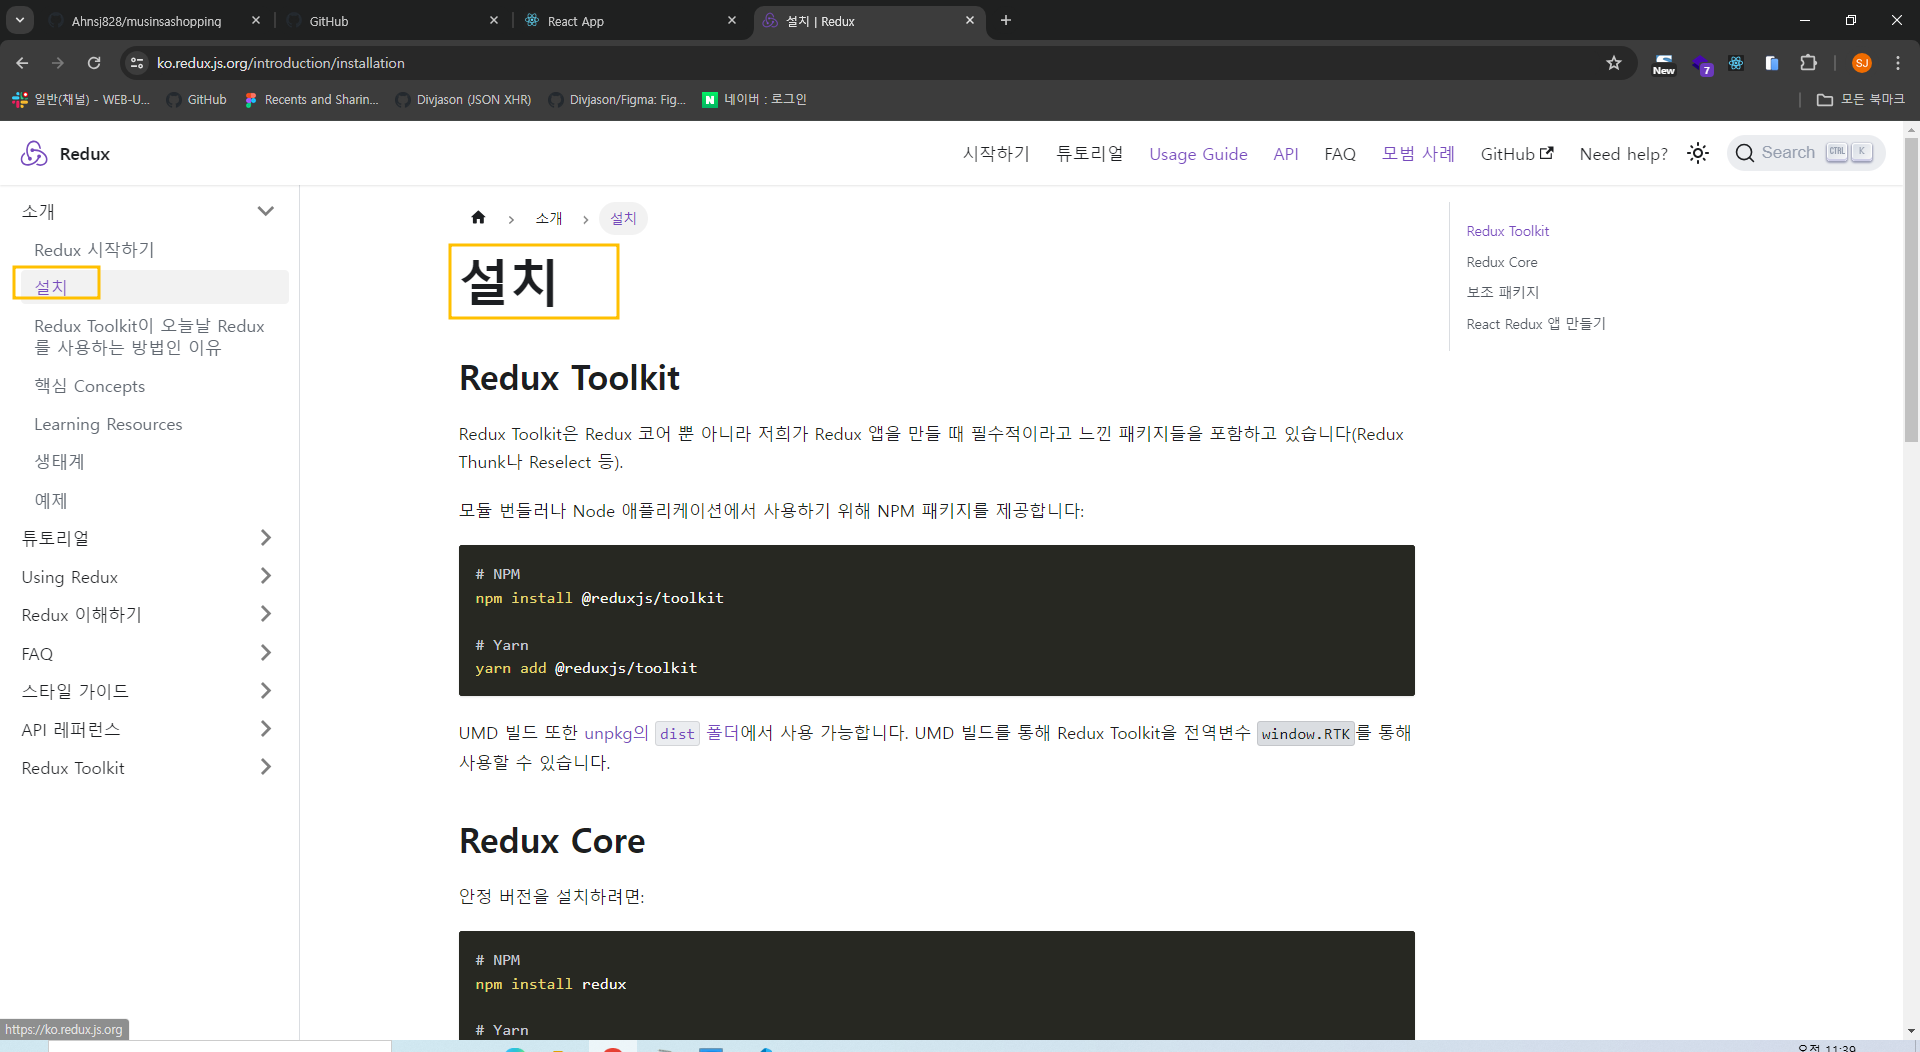 Ahnsj828/musinsashopping
GitHub
React App
설치 | Redux
ko.redux.js.org/introduction/installation
New
7
SJ
일반(채널) - WEB-U...
GitHub
Recents and Sharin...
Divjason (JSON XHR)
Divjason/Figma: Fig...
N 네이버 : 로그인
모든 북마크
Redux
시작하기
튜토리얼
Usage Guide
API
FAQ
모범 사례
GitHub
Need help?
Search
CTRL
K
소개
Redux 시작하기
설치
Redux Toolkit이 오늘날 Redux
를 사용하는 방법인 이유
핵심 Concepts
Learning Resources
생태계
예제
튜토리얼
Using Redux
Redux 이해하기
FAQ
스타일 가이드
API 레퍼런스
Redux Toolkit
소개
설치
설치
Redux Toolkit
Redux Toolkit은 Redux 코어 뿐 아니라 저희가 Redux 앱을 만들 때 필수적이라고 느낀 패키지들을 포함하고 있습니다(Redux
Thunk나 Reselect 등).
모듈 번들러나 Node 애플리케이션에서 사용하기 위해 NPM 패키지를 제공합니다:
# NPM
npm install @reduxjs/toolkit
# Yarn
yarn add @reduxjs/toolkit
UMD 빌드 또한 unpkg의 dist 폴더에서 사용 가능합니다. UMD 빌드를 통해 Redux Toolkit을 전역변수 window.RTK를 통해
사용할 수 있습니다.
Redux Core
안정 버전을 설치하려면:
# NPM
npm install redux
# Yarn
Redux Toolkit
Redux Core
보조 패키지
React Redux 앱 만들기
https://ko.redux.js.org
오전 11:39